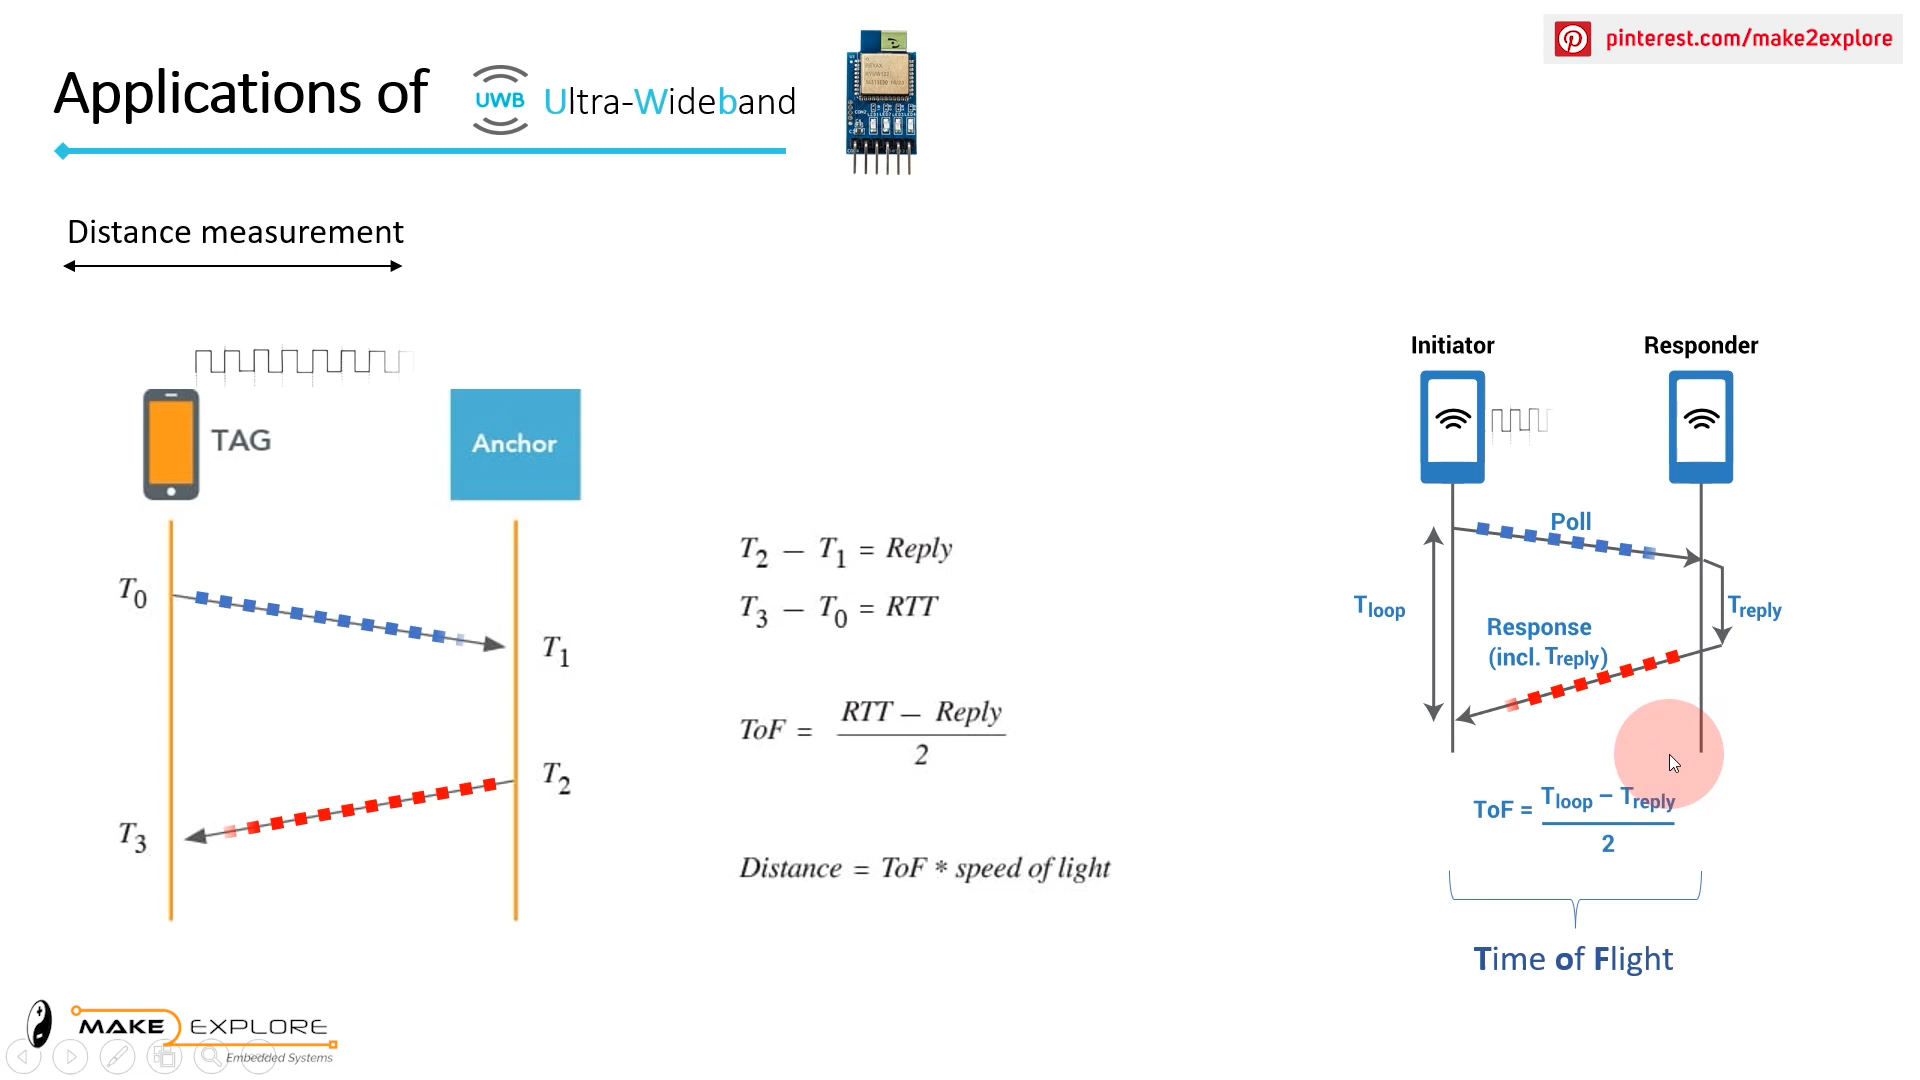 pinterest.com/make2explore
Applications of
UWB
Ultra-Wideband
Distance measurement
TAG
Anchor
T0
T1
T2
T3
T2 − T1 = Reply
T3 − T0 = RTT
ToF = RTT − Reply
2
Distance = ToF * speed of light
Initiator
Responder
Poll
Tloop
Treply
Response
(incl. Treply)
ToF = Tloop − Treply
2
Time of Flight
MAKE EXPLORE
Embedded Systems